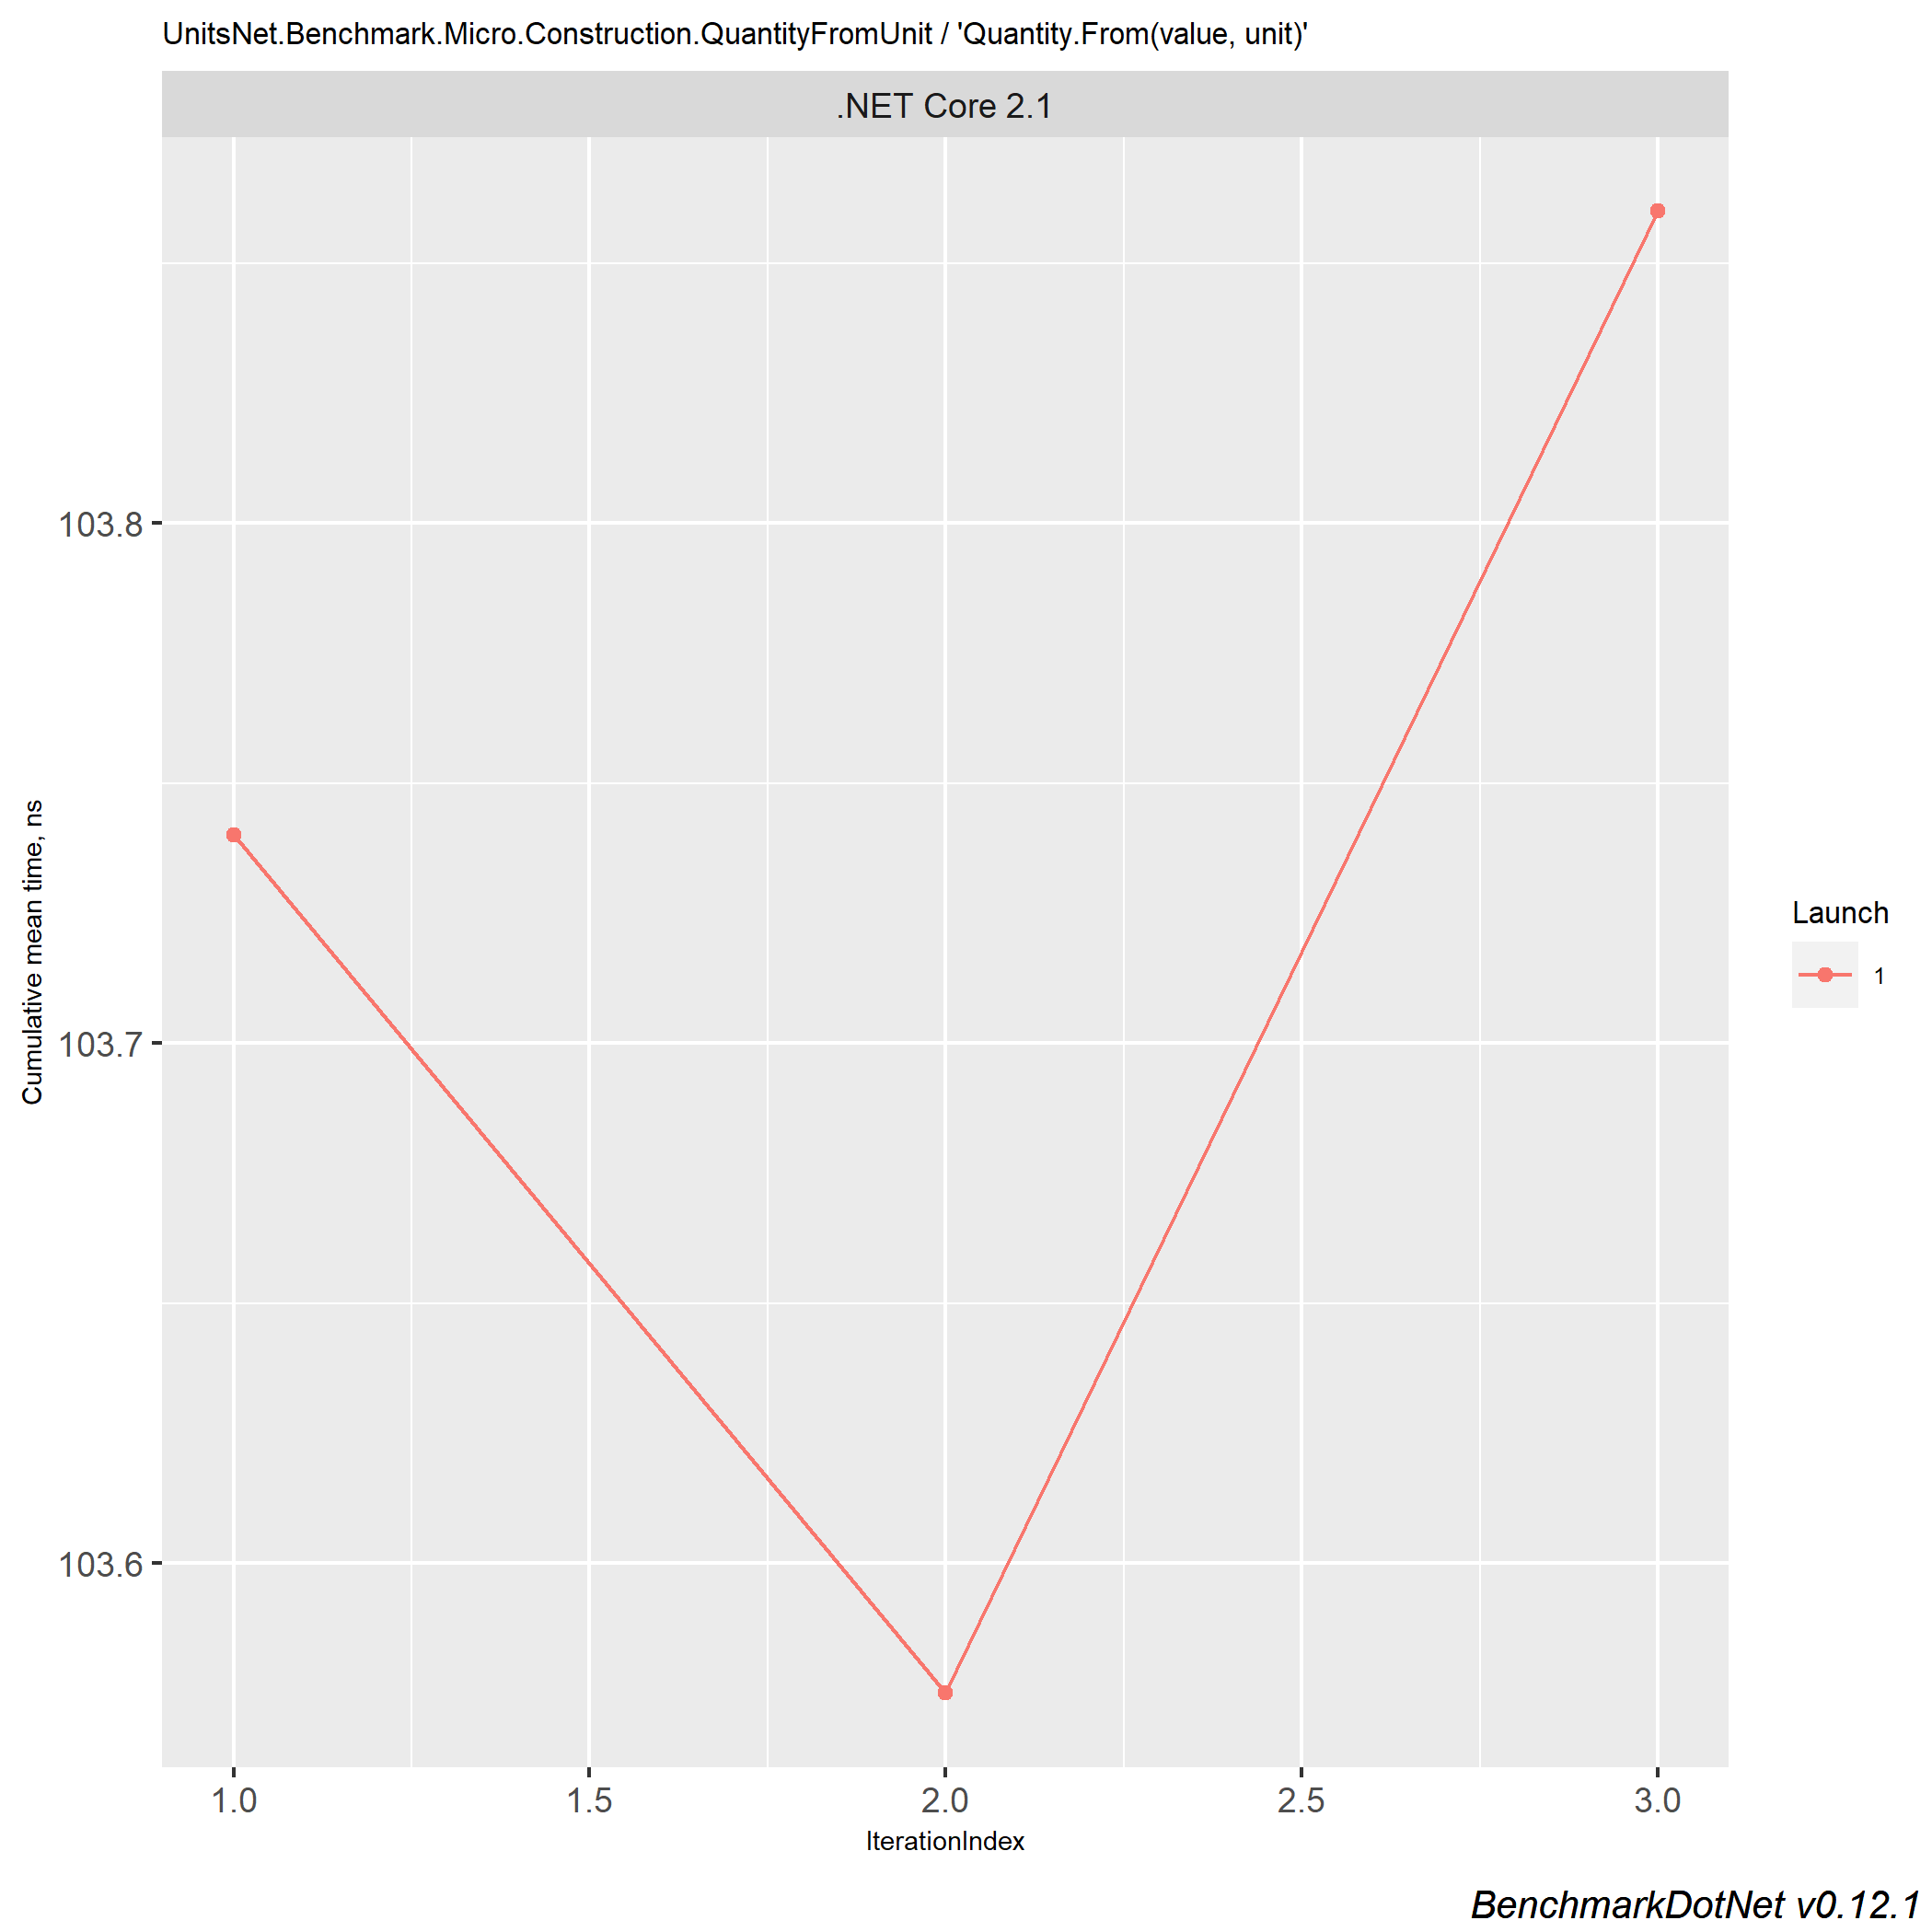 UnitsNet.Benchmark.Micro.Construction.QuantityFromUnit / 'Quantity.From(value, unit)'
.NET Core 2.1
103.8
103.7
103.6
Cumulative mean time, ns
1.0 1.5 2.0 2.5 3.0
IterationIndex
Launch
1
BenchmarkDotNet v0.12.1